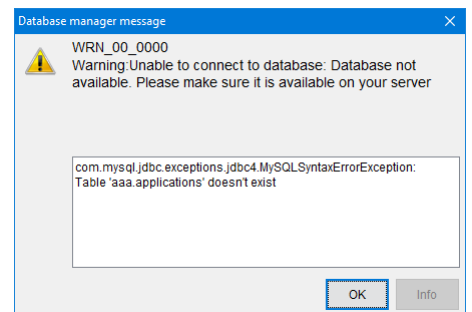 Database manager message
WRN_00_0000
Warning:Unable to connect to database: Database not
available. Please make sure it is available on your server
com.mysql.jdbc.exceptions.jdbc4.MySQLSyntaxErrorException:
Table 'aaa.applications' doesn't exist
OK
Info